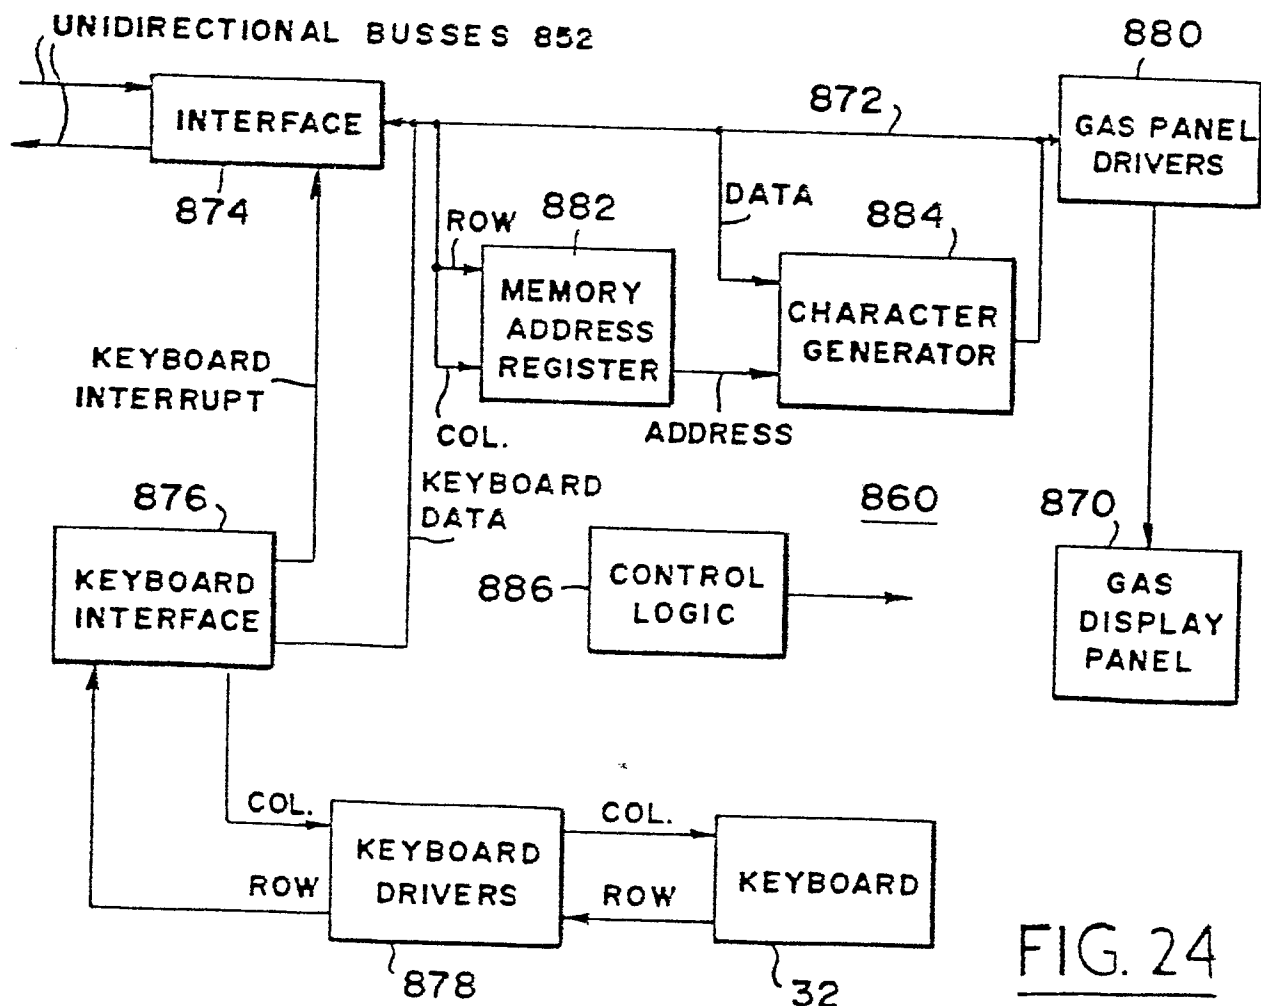 UNIDIRECTIONAL BUSSES 852
880
INTERFACE
872
GAS PANEL
DRIVERS
874
DATA
882
884
ROW
MEMORY
ADDRESS
REGISTER
CHARACTER
GENERATOR
KEYBOARD
INTERRUPT
COL.
ADDRESS
KEYBOARD
DATA
876
860
870
KEYBOARD
INTERFACE
886
CONTROL
LOGIC
GAS
DISPLAY
PANEL
COL.
COL.
KEYBOARD
DRIVERS
KEYBOARD
ROW
ROW
878
32
FIG. 24